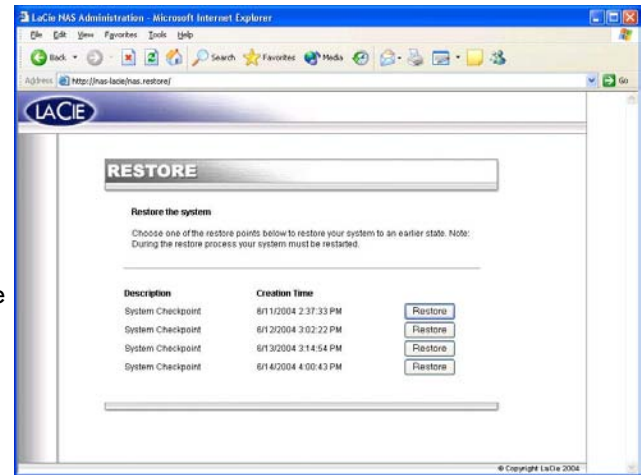 LaCie NAS Administration - Microsoft Internet Explorer
File Edit View Favorites Tools Help
Back Search Favorites Media
Address http://nas-lacie/nas.restore/ Go
LACIE
RESTORE
Restore the system
Choose one of the restore points below to restore your system to an earlier state. Note:
During the restore process your system must be restarted.
e
Description Creation Time
System Checkpoint 6/11/2004 2:37:33 PM Restore
System Checkpoint 6/12/2004 3:02:22 PM Restore
System Checkpoint 6/13/2004 3:14:54 PM Restore
System Checkpoint 6/14/2004 4:00:43 PM Restore
© Copyright LaCie 2004